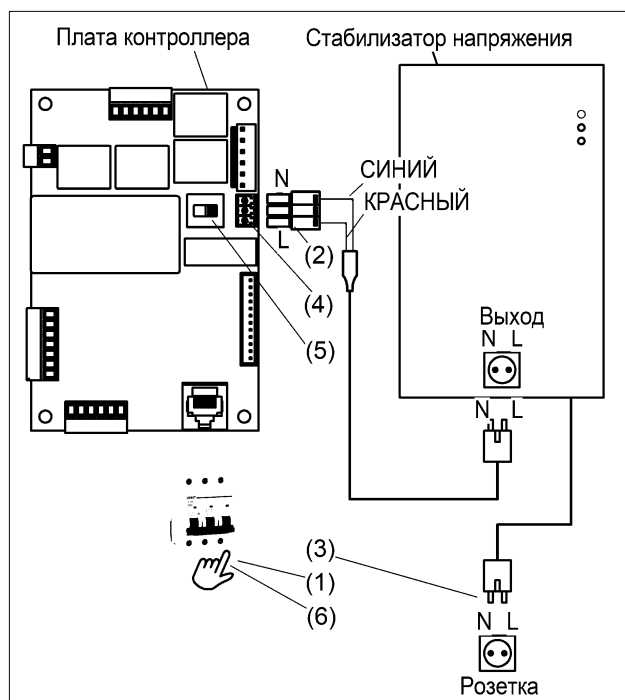 Плата контроллера
Стабилизатор напряжения
N
СИНИЙ
КРАСНЫЙ
L
(2)
(4)
(5)
Выход
N L
N L
(3)
(1)
(6)
N L
Розетка